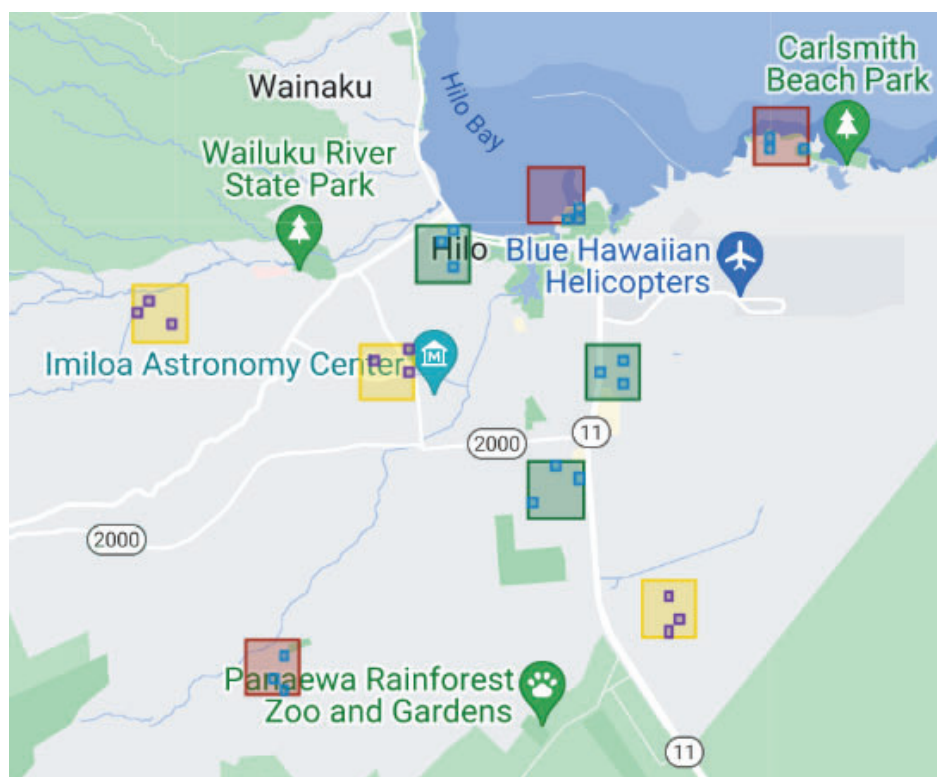 Carlsmith
Beach Park
Wainaku
Hilo Bay
Wailuku River
State Park
Hilo
Blue Hawaiian
Helicopters
Imiloa Astronomy Center
M
11
2000
2000
Panaewa Rainforest
Zoo and Gardens
11